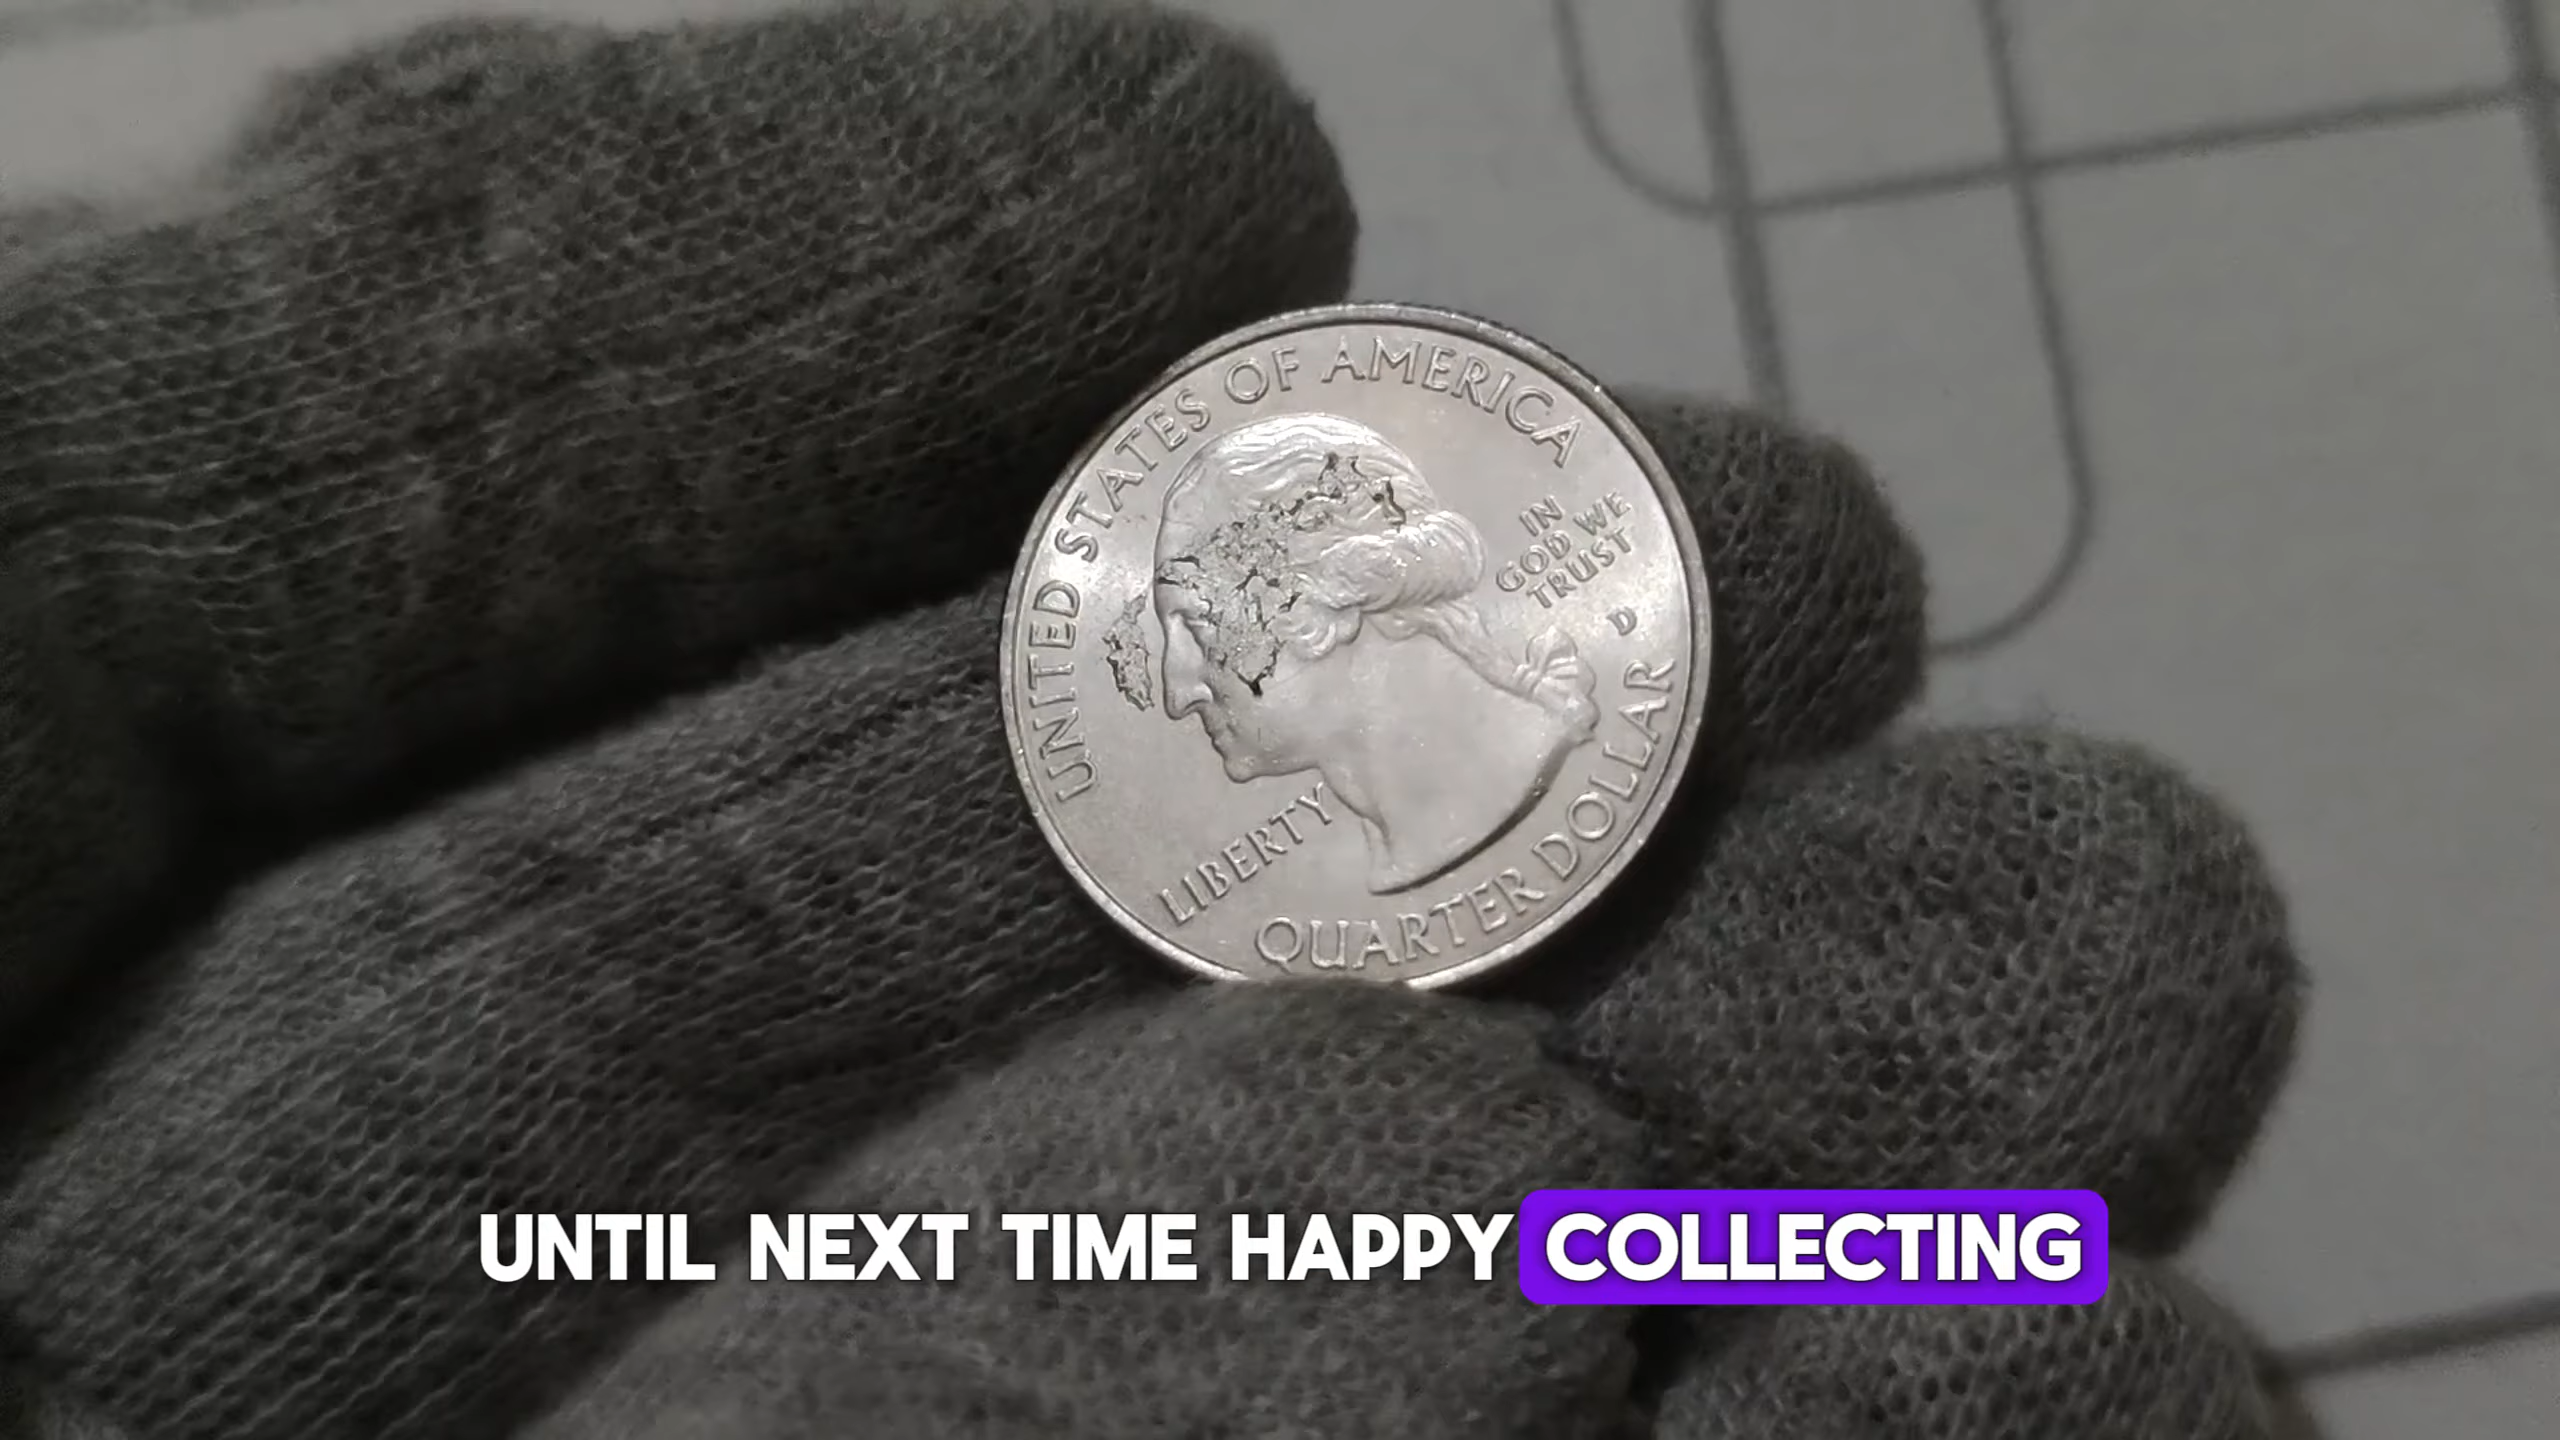 UNITED STATES OF AMERICA
IN
GOD WE
TRUST
D
LIBERTY
QUARTER DOLLAR
UNTIL NEXT TIME HAPPY COLLECTING